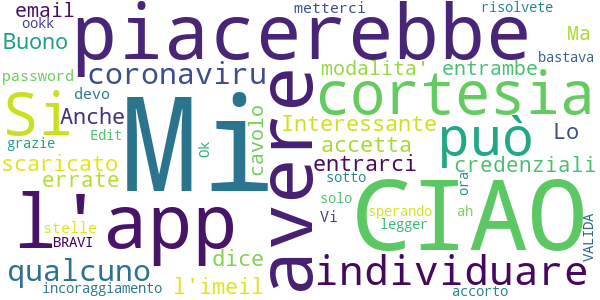 email
metterci
risolvete
ookk
piacerebbe
Ma
Buono
bastava
password
coronaviru
modalita'
entrambe
devo
Si
Mi
avere
cortesia
Anche
cavolo
Interessante
può
Lo
Edit
grazie
Ok
accetta
scaricato
entrarci
credenziali
errate
sotto
ora
l'app
solo
CIAO
stelle
Vi
sperando
ah
BRAVI
legger
VALIDA
dice
qualcuno
individuare
l'imeil
incoraggiamento
accorto